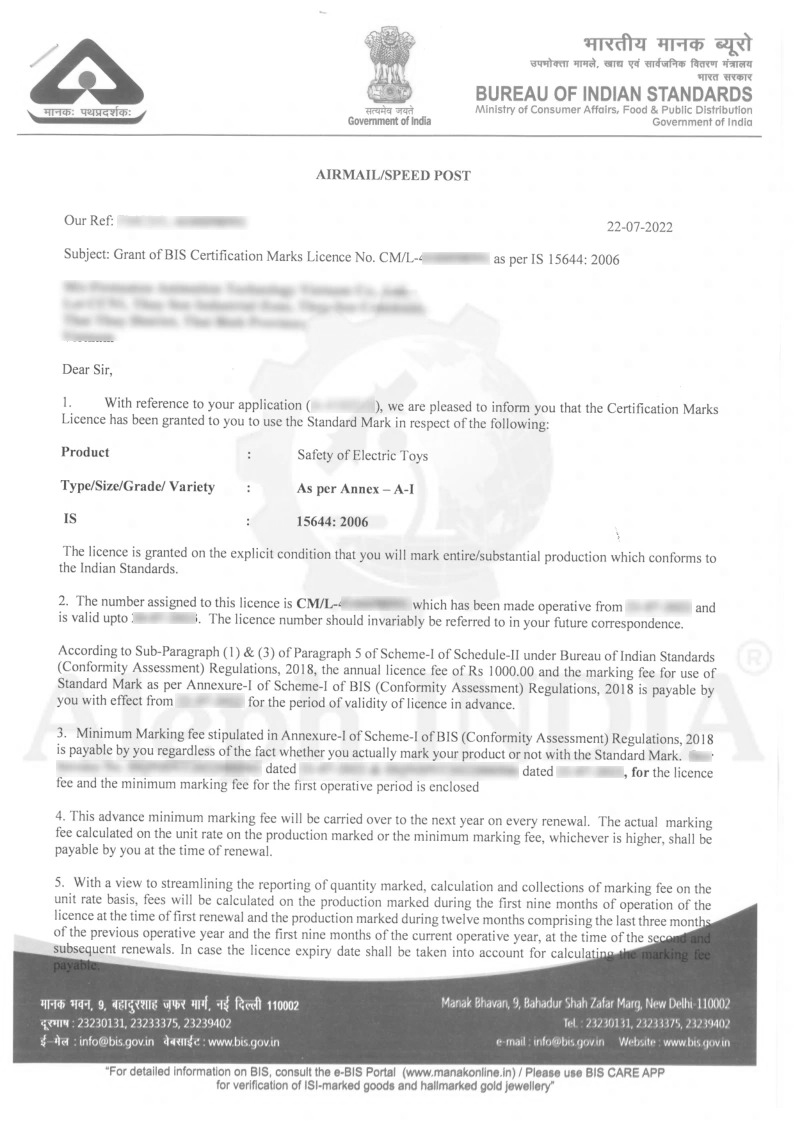 मानकः पथप्रदर्शकः
सत्यमेव जयते
Government of India
भारतीय मानक ब्यूरो
उपभोक्ता मामले, खाद्य एवं सार्वजनिक वितरण मंत्रालय
भारत सरकार
BUREAU OF INDIAN STANDARDS
Ministry of Consumer Affairs, Food & Public Distribution
Government of India
AIRMAIL/SPEED POST
Our Ref:
22-07-2022
Subject: Grant of BIS Certification Marks Licence No. CM/L- as per IS 15644: 2006
Dear Sir,
1. With reference to your application ( ), we are pleased to inform you that the Certification Marks
Licence has been granted to you to use the Standard Mark in respect of the following:
Product : Safety of Electric Toys
Type/Size/Grade/ Variety : As per Annex – A-I
IS : 15644: 2006
The licence is granted on the explicit condition that you will mark entire/substantial production which conforms to
the Indian Standards.
2. The number assigned to this licence is CM/L- which has been made operative from and
is valid upto . The licence number should invariably be referred to in your future correspondence.
According to Sub-Paragraph (1) & (3) of Paragraph 5 of Scheme-I of Schedule-II under Bureau of Indian Standards
(Conformity Assessment) Regulations, 2018, the annual licence fee of Rs 1000.00 and the marking fee for use of
Standard Mark as per Annexure-I of Scheme-I of BIS (Conformity Assessment) Regulations, 2018 is payable by
you with effect from for the period of validity of licence in advance.
Aleph INDIA ®
3. Minimum Marking fee stipulated in Annexure-I of Scheme-I of BIS (Conformity Assessment) Regulations, 2018
is payable by you regardless of the fact whether you actually mark your product or not with the Standard Mark.
dated dated , for the licence
fee and the minimum marking fee for the first operative period is enclosed
4. This advance minimum marking fee will be carried over to the next year on every renewal. The actual marking
fee calculated on the unit rate on the production marked or the minimum marking fee, whichever is higher, shall be
payable by you at the time of renewal.
5. With a view to streamlining the reporting of quantity marked, calculation and collections of marking fee on the
unit rate basis, fees will be calculated on the production marked during the first nine months of operation of the
licence at the time of first renewal and the production marked during twelve months comprising the last three months
of the previous operative year and the first nine months of the current operative year, at the time of the second and
subsequent renewals. In case the licence expiry date shall be taken into account for calculating the marking fee
payable.
मानक भवन, 9, बहादुरशाह ज़फर मार्ग, नई दिल्ली 110002
दूरभाष : 23230131, 23233375, 23239402
ई–मेल : info@bis.gov.in वेबसाईट : www.bis.gov.in
Manak Bhavan, 9, Bahadur Shah Zafar Marg, New Delhi-110002
Tel. : 23230131, 23233375, 23239402
e-mail : info@bis.gov.in Website : www.bis.gov.in
"For detailed information on BIS, consult the e-BIS Portal (www.manakonline.in) / Please use BIS CARE APP
for verification of ISI-marked goods and hallmarked gold jewellery"